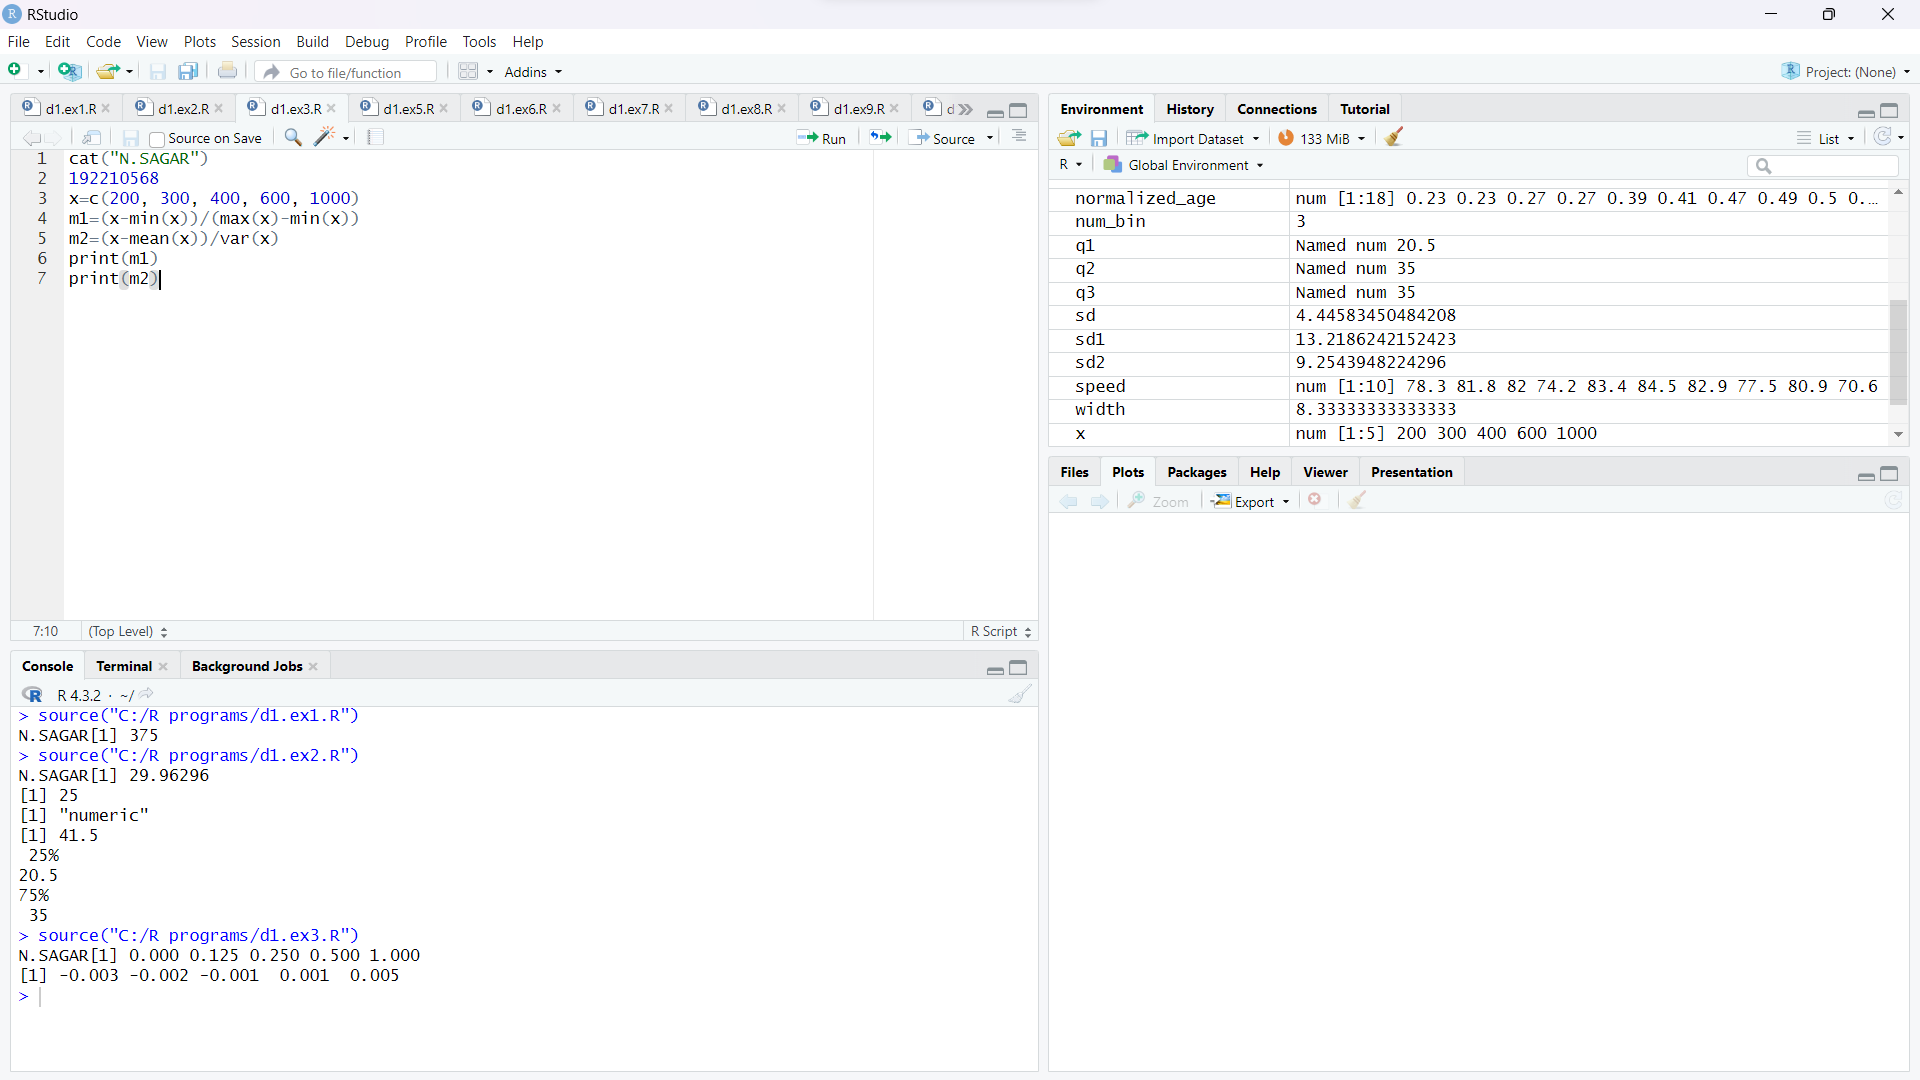 RStudio
File Edit Code View Plots Session Build Debug Profile Tools Help
Go to file/function Addins Project: (None)
d1.ex1.R d1.ex2.R d1.ex3.R d1.ex5.R d1.ex6.R d1.ex7.R d1.ex8.R d1.ex9.R d
Source on Save Run Source
1 cat("N.SAGAR")
2 192210568
3 x=c(200, 300, 400, 600, 1000)
4 m1=(x-min(x))/(max(x)-min(x))
5 m2=(x-mean(x))/var(x)
6 print(m1)
7 print(m2)
7:10 (Top Level) R Script
Console Terminal Background Jobs
R 4.3.2 · ~/
> source("C:/R programs/d1.ex1.R")
N.SAGAR[1] 375
> source("C:/R programs/d1.ex2.R")
N.SAGAR[1] 29.96296
[1] 25
[1] "numeric"
[1] 41.5
25%
20.5
75%
35
> source("C:/R programs/d1.ex3.R")
N.SAGAR[1] 0.000 0.125 0.250 0.500 1.000
[1] -0.003 -0.002 -0.001 0.001 0.005
>
Environment History Connections Tutorial
Import Dataset 133 MiB List
R Global Environment
normalized_age num [1:18] 0.23 0.23 0.27 0.27 0.39 0.41 0.47 0.49 0.5 0.…
num_bin 3
q1 Named num 20.5
q2 Named num 35
q3 Named num 35
sd 4.44583450484208
sd1 13.2186242152423
sd2 9.2543948224296
speed num [1:10] 78.3 81.8 82 74.2 83.4 84.5 82.9 77.5 80.9 70.6
width 8.33333333333333
x num [1:5] 200 300 400 600 1000
Files Plots Packages Help Viewer Presentation
Zoom Export